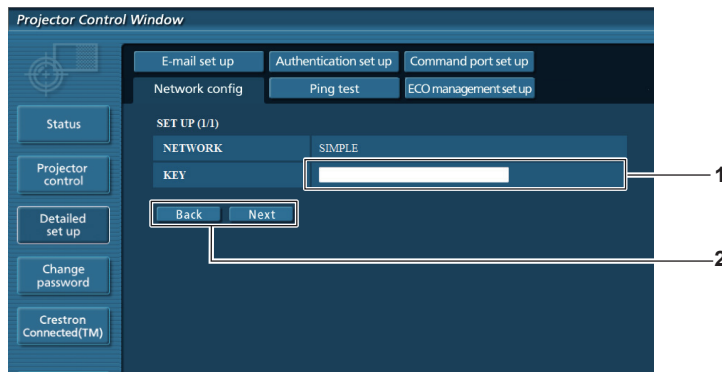 Projector Control Window
E-mail set up Authentication set up Command port set up
Network config Ping test ECO management set up
Status
Projector
control
Detailed
set up
Change
password
Crestron
Connected(TM)
SET UP (1/1)
NETWORK SIMPLE
KEY
Back Next
1
2